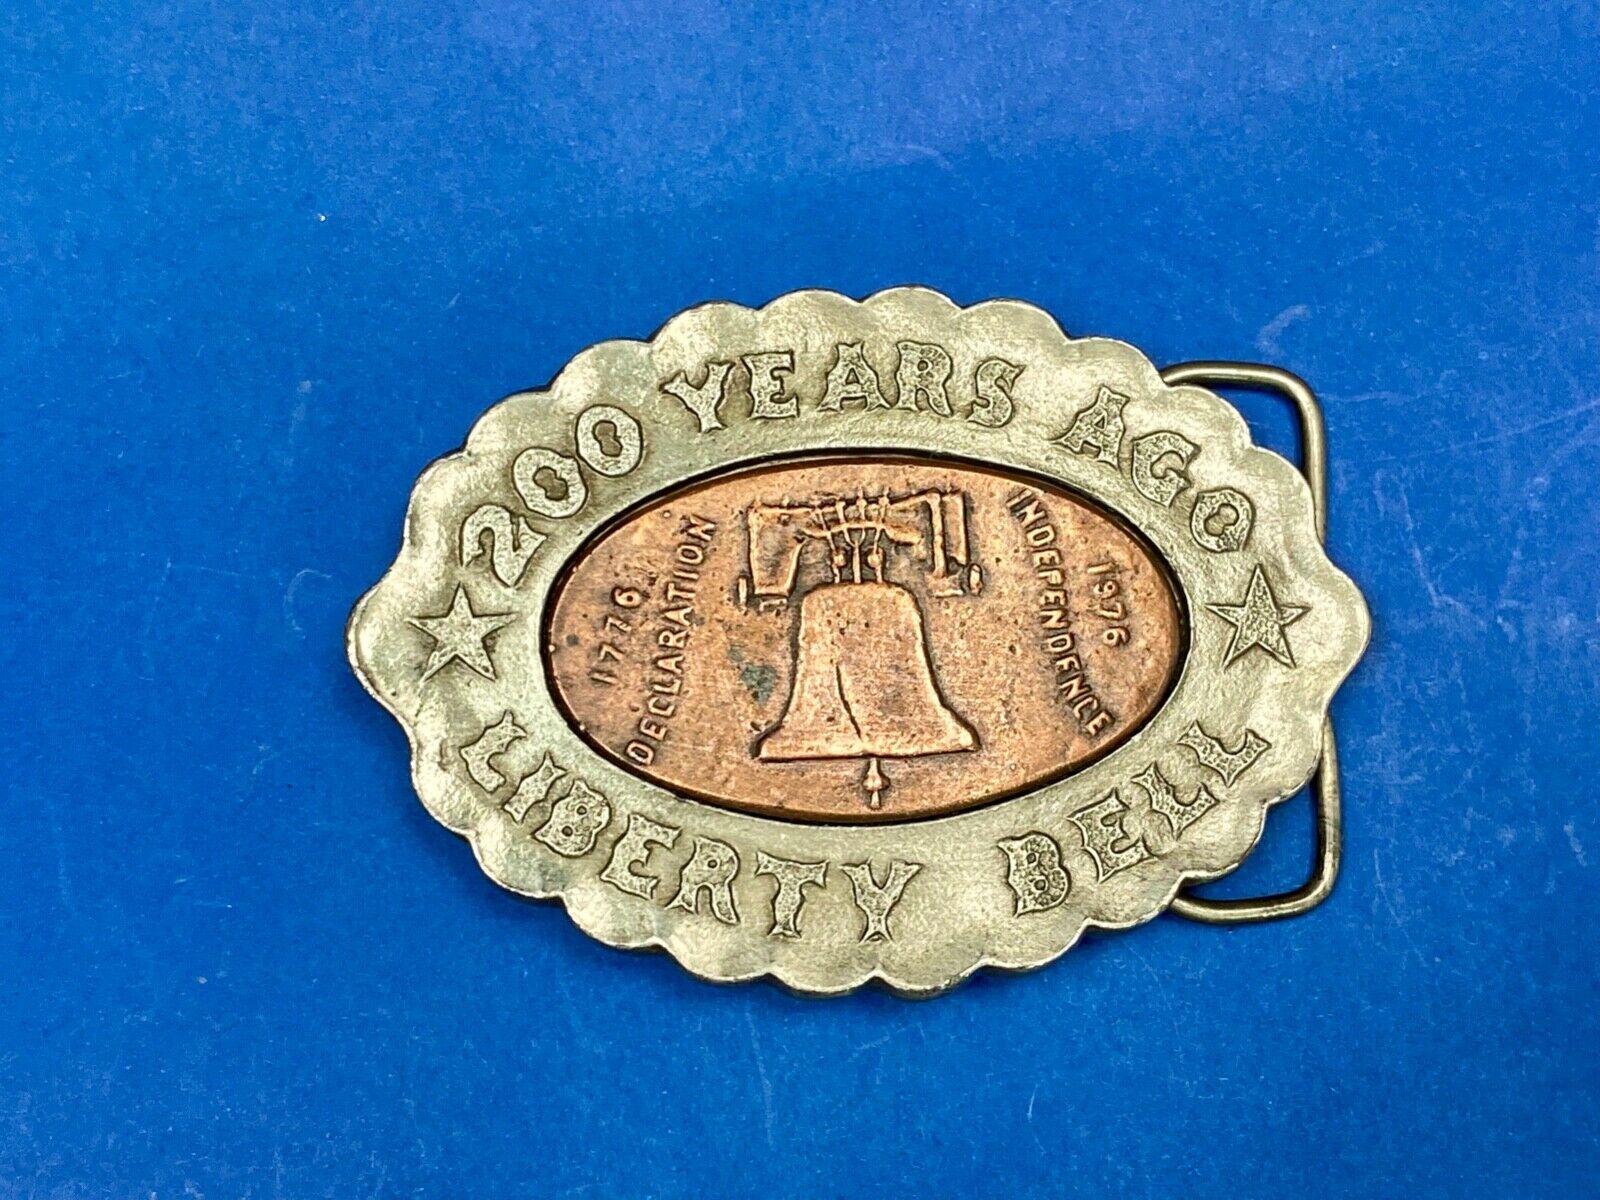 200 YEARS AGO
1776
DECLARATION
INDEPENDENCE
1976
LIBERTY BELL